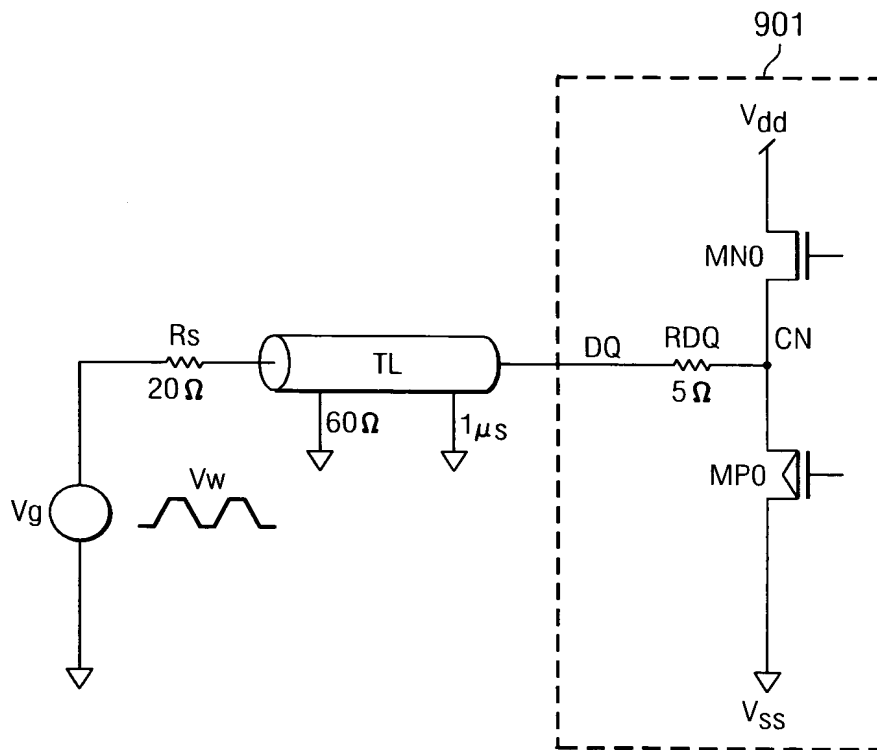 901
Vdd
MN0
Rs
20Ω
TL
60Ω
1μs
DQ
RDQ
5Ω
CN
MP0
Vw
Vg
Vss